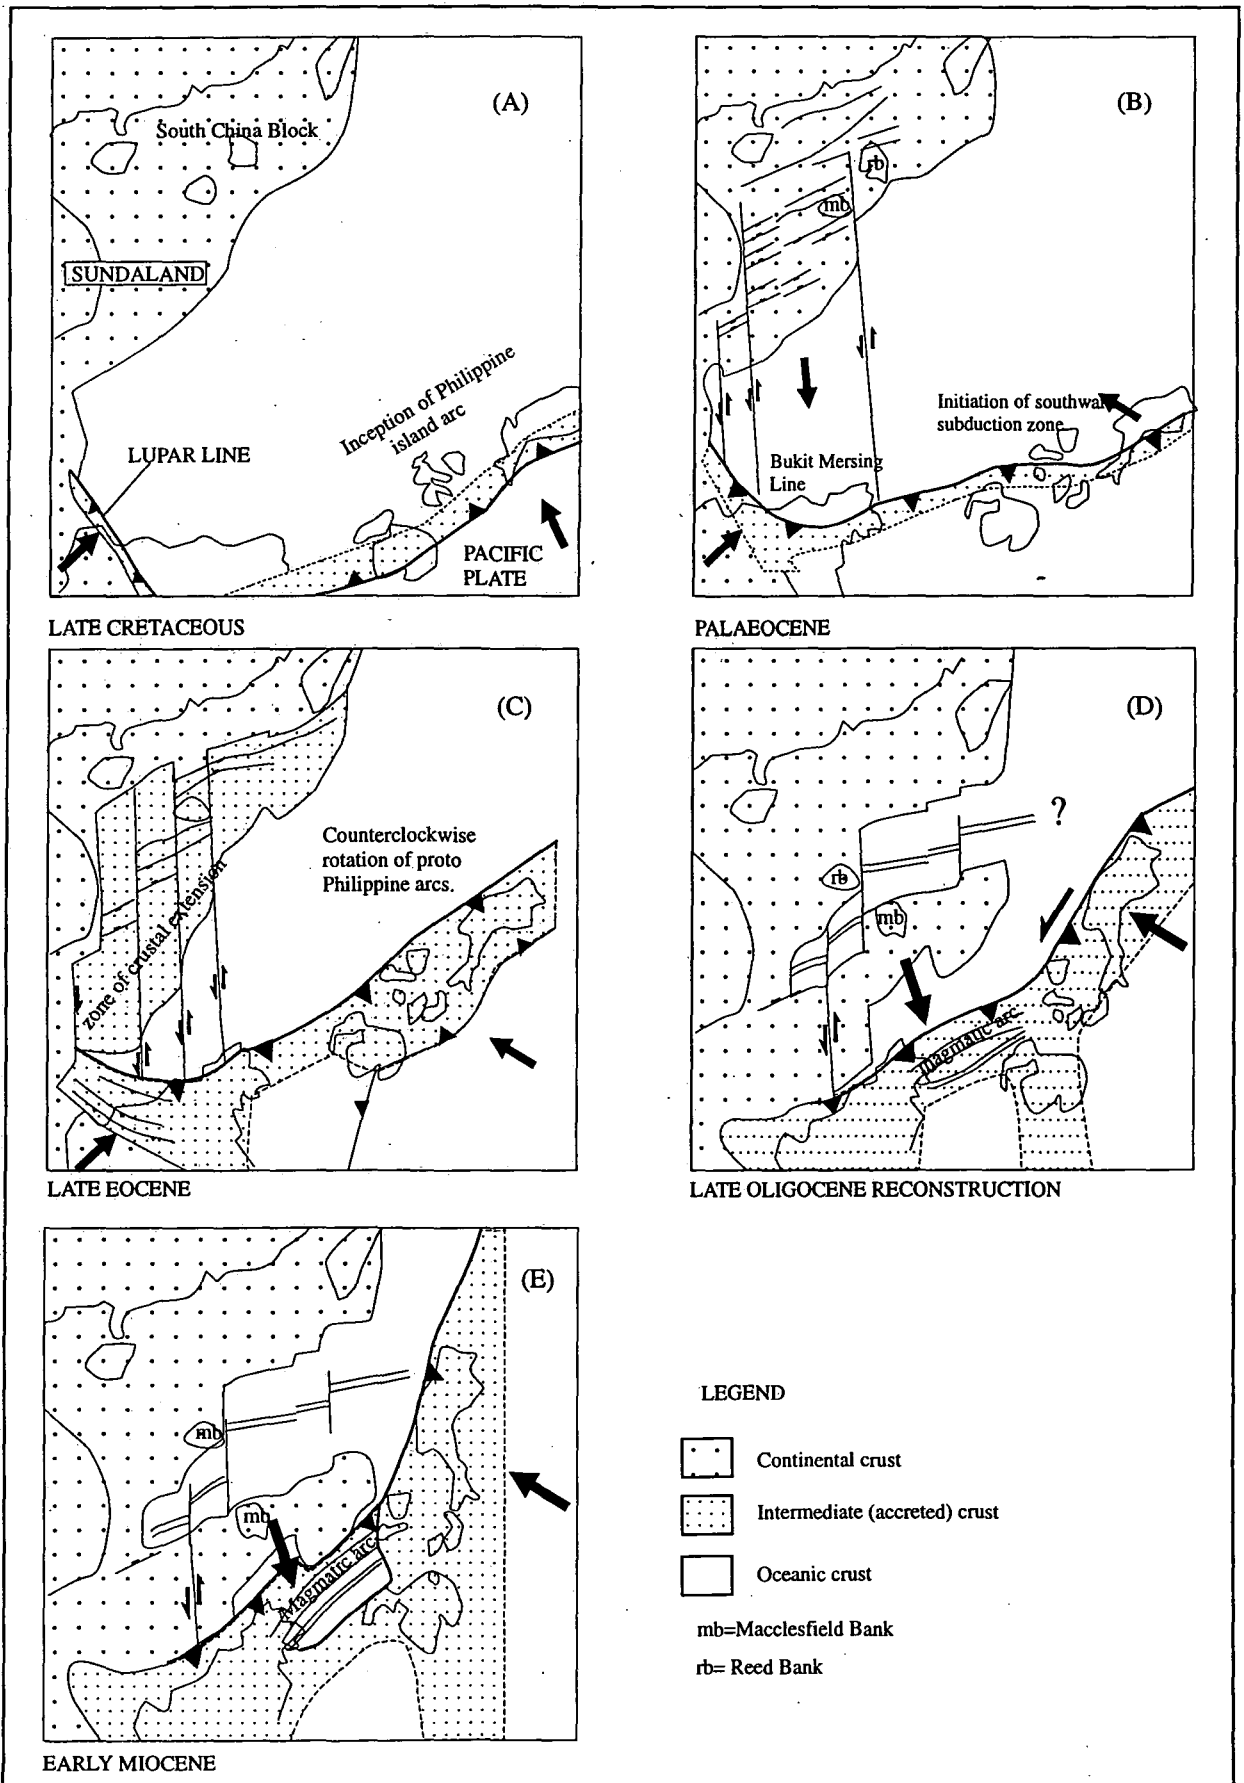 (A)
South China Block
SUNDALAND
Inception of Philippine
island arc
LUPAR LINE
PACIFIC
PLATE
LATE CRETACEOUS
(B)
rb
mb
Initiation of southwa
subduction zone
Bukit Mersing
Line
PALAEOCENE
(C)
Counterclockwise
rotation of proto
Philippine arcs.
zone of crustal extension
LATE EOCENE
(D)
?
rb
mb
magmatic arc
LATE OLIGOCENE RECONSTRUCTION
(E)
mb
mb
Magmatic arc
EARLY MIOCENE
LEGEND
Continental crust
Intermediate (accreted) crust
Oceanic crust
mb=Macclesfield Bank
rb= Reed Bank